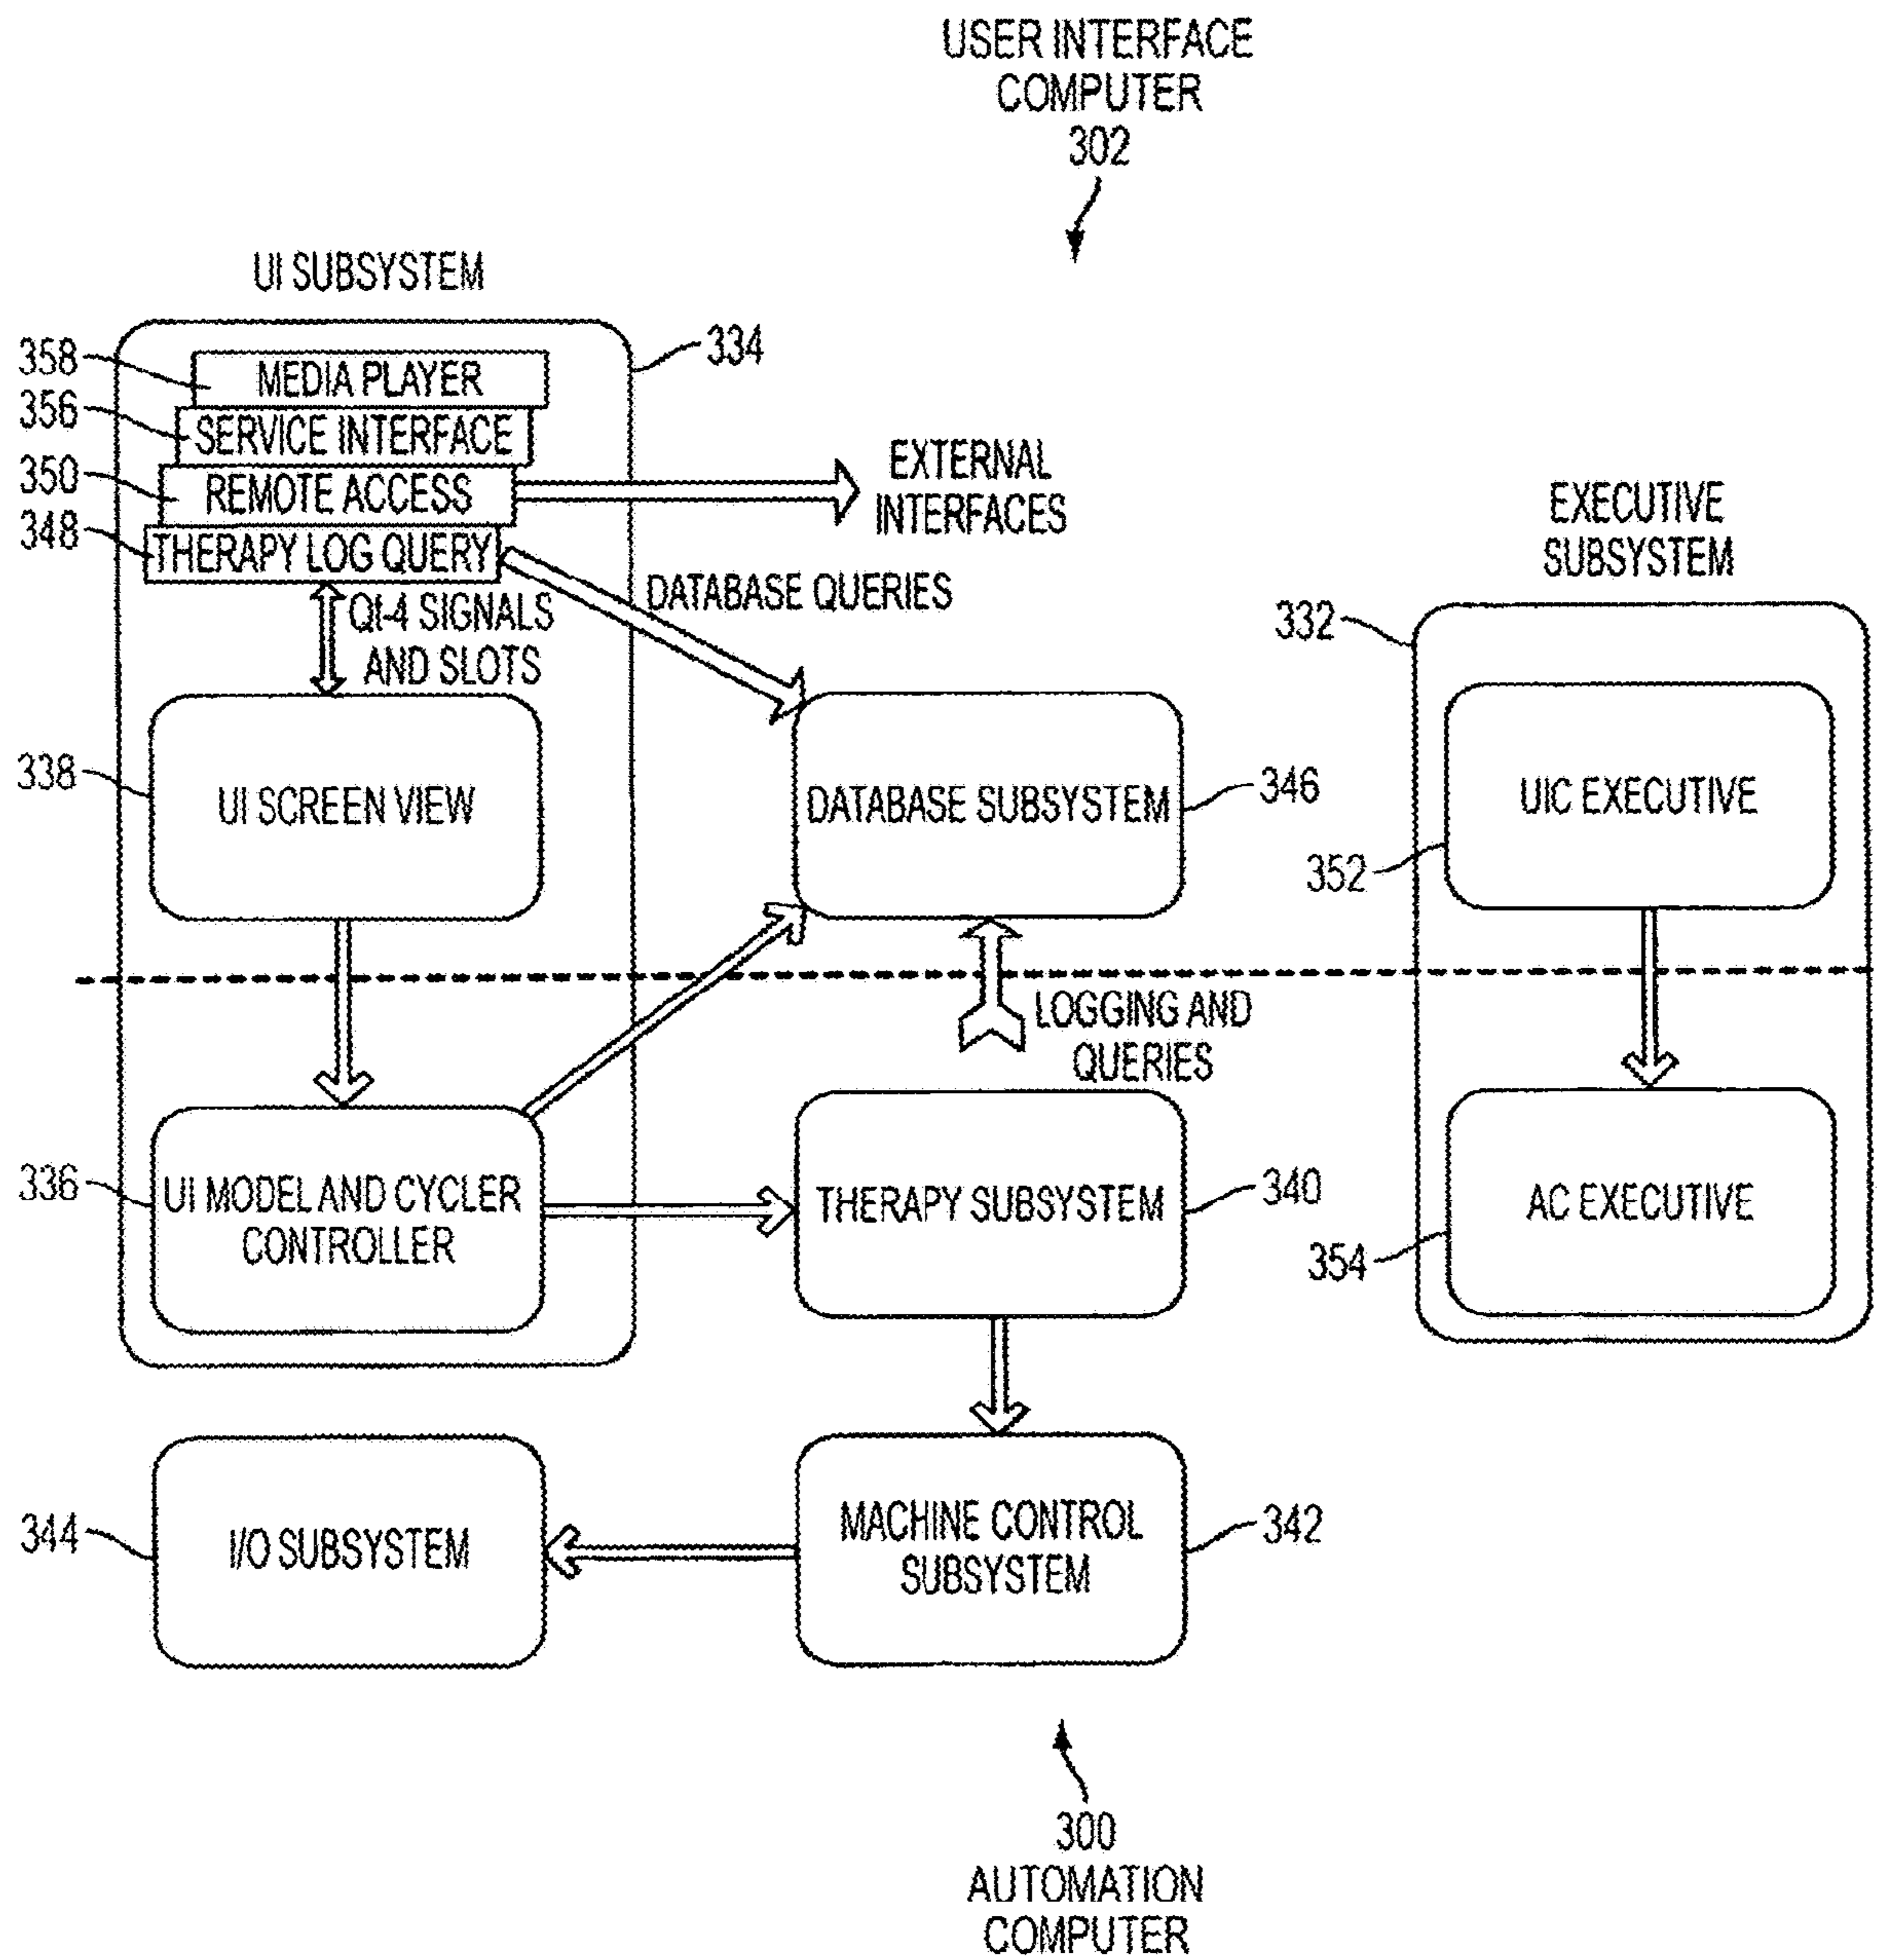 USER INTERFACE
COMPUTER
302
UI SUBSYSTEM
334
358
MEDIA PLAYER
356
SERVICE INTERFACE
350
REMOTE ACCESS
348
THERAPY LOG QUERY
EXTERNAL
INTERFACES
DATABASE QUERIES
Qt-4 SIGNALS
AND SLOTS
EXECUTIVE
SUBSYSTEM
332
338
UI SCREEN VIEW
DATABASE SUBSYSTEM
346
UIC EXECUTIVE
352
LOGGING AND
QUERIES
336
UI MODEL AND CYCLER
CONTROLLER
THERAPY SUBSYSTEM
340
AC EXECUTIVE
354
344
I/O SUBSYSTEM
MACHINE CONTROL
SUBSYSTEM
342
300
AUTOMATION
COMPUTER